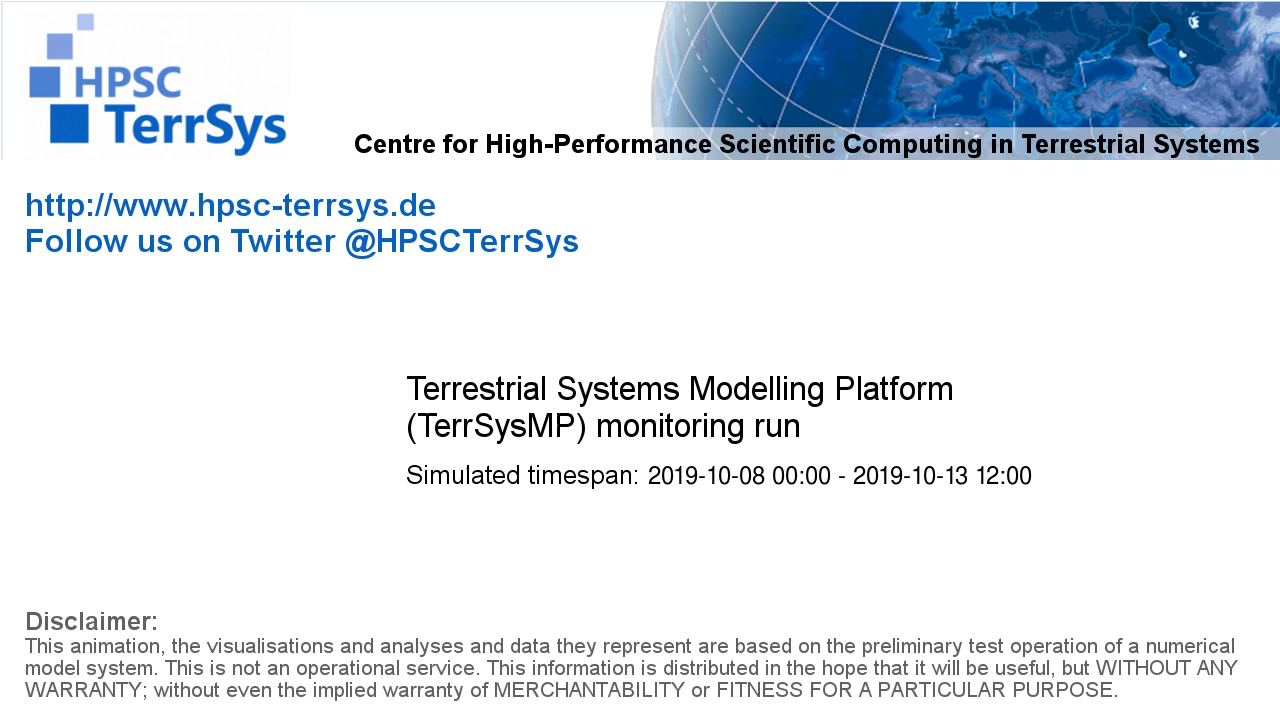 HPSC
TerrSys
Centre for High-Performance Scientific Computing in Terrestrial Systems
http://www.hpsc-terrsys.de
Follow us on Twitter @HPSCTerrSys
Terrestrial Systems Modelling Platform
(TerrSysMP) monitoring run
Simulated timespan: 2019-10-08 00:00 - 2019-10-13 12:00
Disclaimer:
This animation, the visualisations and analyses and data they represent are based on the preliminary test operation of a numerical
model system. This is not an operational service. This information is distributed in the hope that it will be useful, but WITHOUT ANY
WARRANTY; without even the implied warranty of MERCHANTABILITY or FITNESS FOR A PARTICULAR PURPOSE.